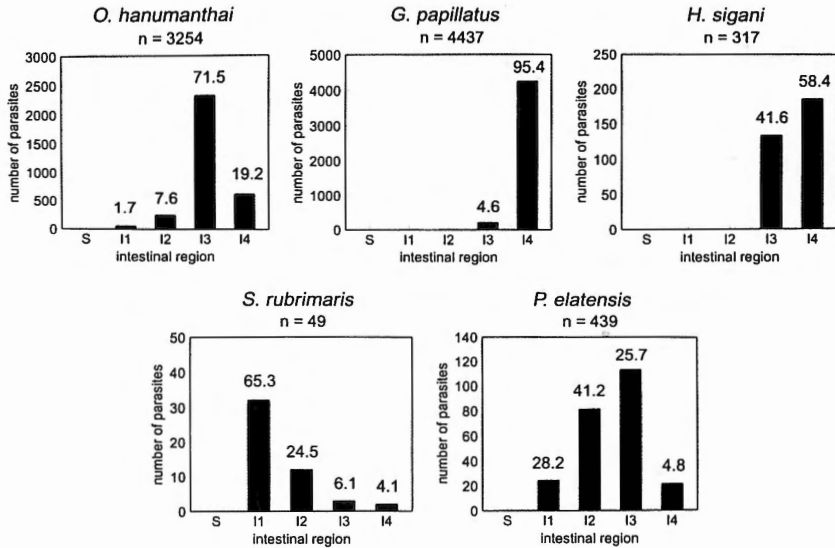 O. hanumanthai
n = 3254
number of parasites
3000
2500
2000
1500
1000
500
0
1.7
7.6
71.5
19.2
S I1 I2 I3 I4
intestinal region
G. papillatus
n = 4437
number of parasites
5000
4000
3000
2000
1000
0
4.6
95.4
S I1 I2 I3 I4
intestinal region
H. sigani
n = 317
number of parasites
250
200
150
100
50
0
41.6
58.4
S I1 I2 I3 I4
intestinal region
S. rubrimaris
n = 49
number of parasites
50
40
30
20
10
0
65.3
24.5
6.1
4.1
S I1 I2 I3 I4
intestinal region
P. elatensis
n = 439
number of parasites
140
120
100
80
60
40
20
0
28.2
41.2
25.7
4.8
S I1 I2 I3 I4
intestinal region